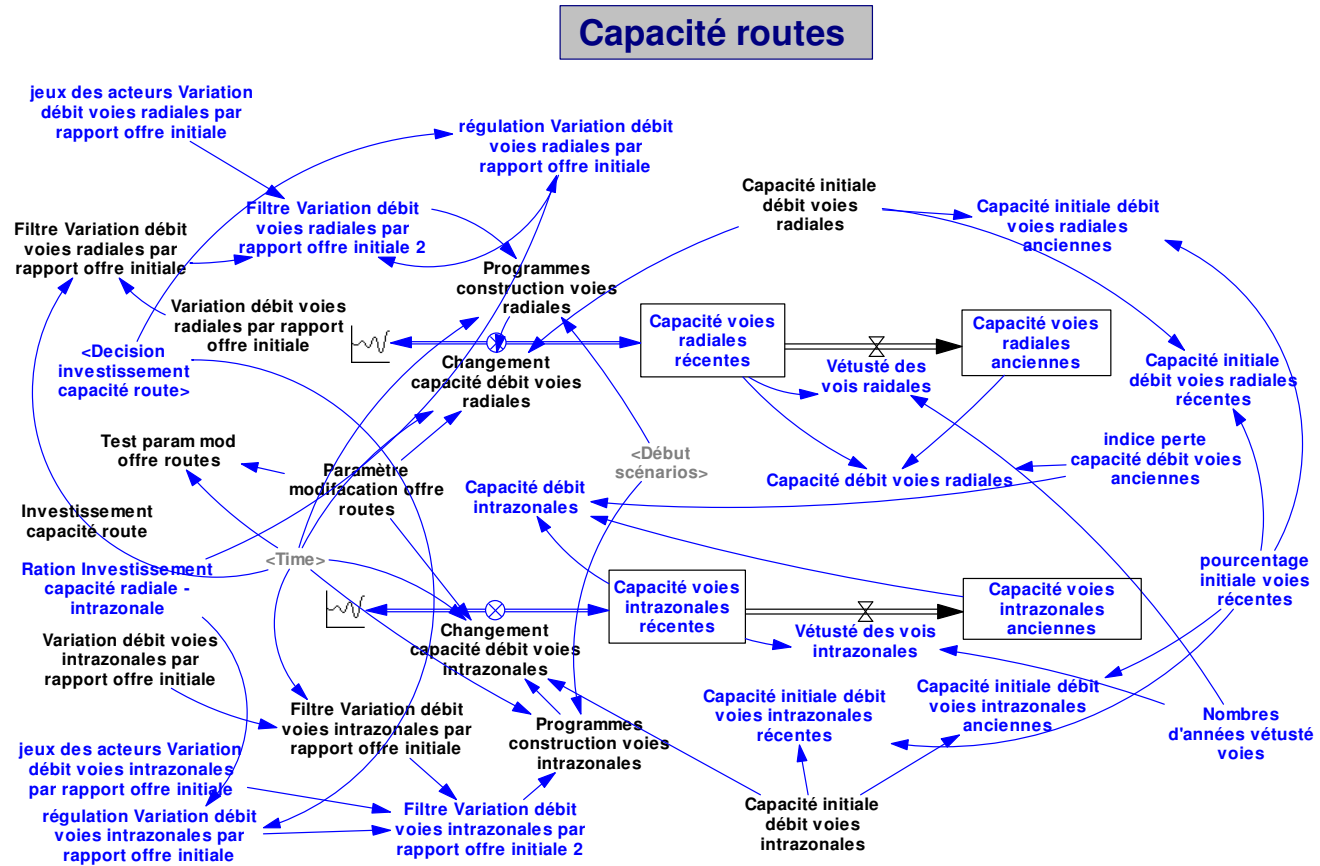 Capacité routes
jeux des acteurs Variation
débit voies radiales par
rapport offre initiale
régulation Variation débit
voies radiales par
rapport offre initiale
Capacité initiale
débit voies
radiales
Capacité initiale débit
voies radiales
anciennes
Filtre Variation débit
voies radiales par
rapport offre initiale 2
Filtre Variation débit
voies radiales par
rapport offre initiale
Programmes
construction voies
radiales
Variation débit voies
radiales par rapport
offre initiale
Capacité voies
radiales
récentes
Capacité voies
radiales
anciennes
<Decision
investissement
capacité route>
Changement
capacité débit voies
radiales
Vétusté des
vois raidales
Capacité initiale
débit voies radiales
récentes
Test param mod
offre routes
Paramètre
modifacation offre
routes
<Début
scénarios>
indice perte
capacité débit voies
anciennes
Capacité débit voies radiales
Capacité débit
intrazonales
Investissement
capacité route
<Time>
Ration Investissement
capacité radiale -
intrazonale
pourcentage
initiale voies
récentes
Capacité voies
intrazonales
récentes
Capacité voies
intrazonales
anciennes
Variation débit voies
intrazonales par
rapport offre initiale
Changement
capacité débit voies
intrazonales
Vétusté des vois
intrazonales
Capacité initiale débit
voies intrazonales
récentes
Capacité initiale débit
voies intrazonales
anciennes
Filtre Variation débit
voies intrazonales par
rapport offre initiale
Programmes
construction voies
intrazonales
Nombres
d'années vétusté
voies
jeux des acteurs Variation
débit voies intrazonales
par rapport offre initiale
régulation Variation débit
voies intrazonales par
rapport offre initiale
Filtre Variation débit
voies intrazonales par
rapport offre initiale 2
Capacité initiale
débit voies
intrazonales